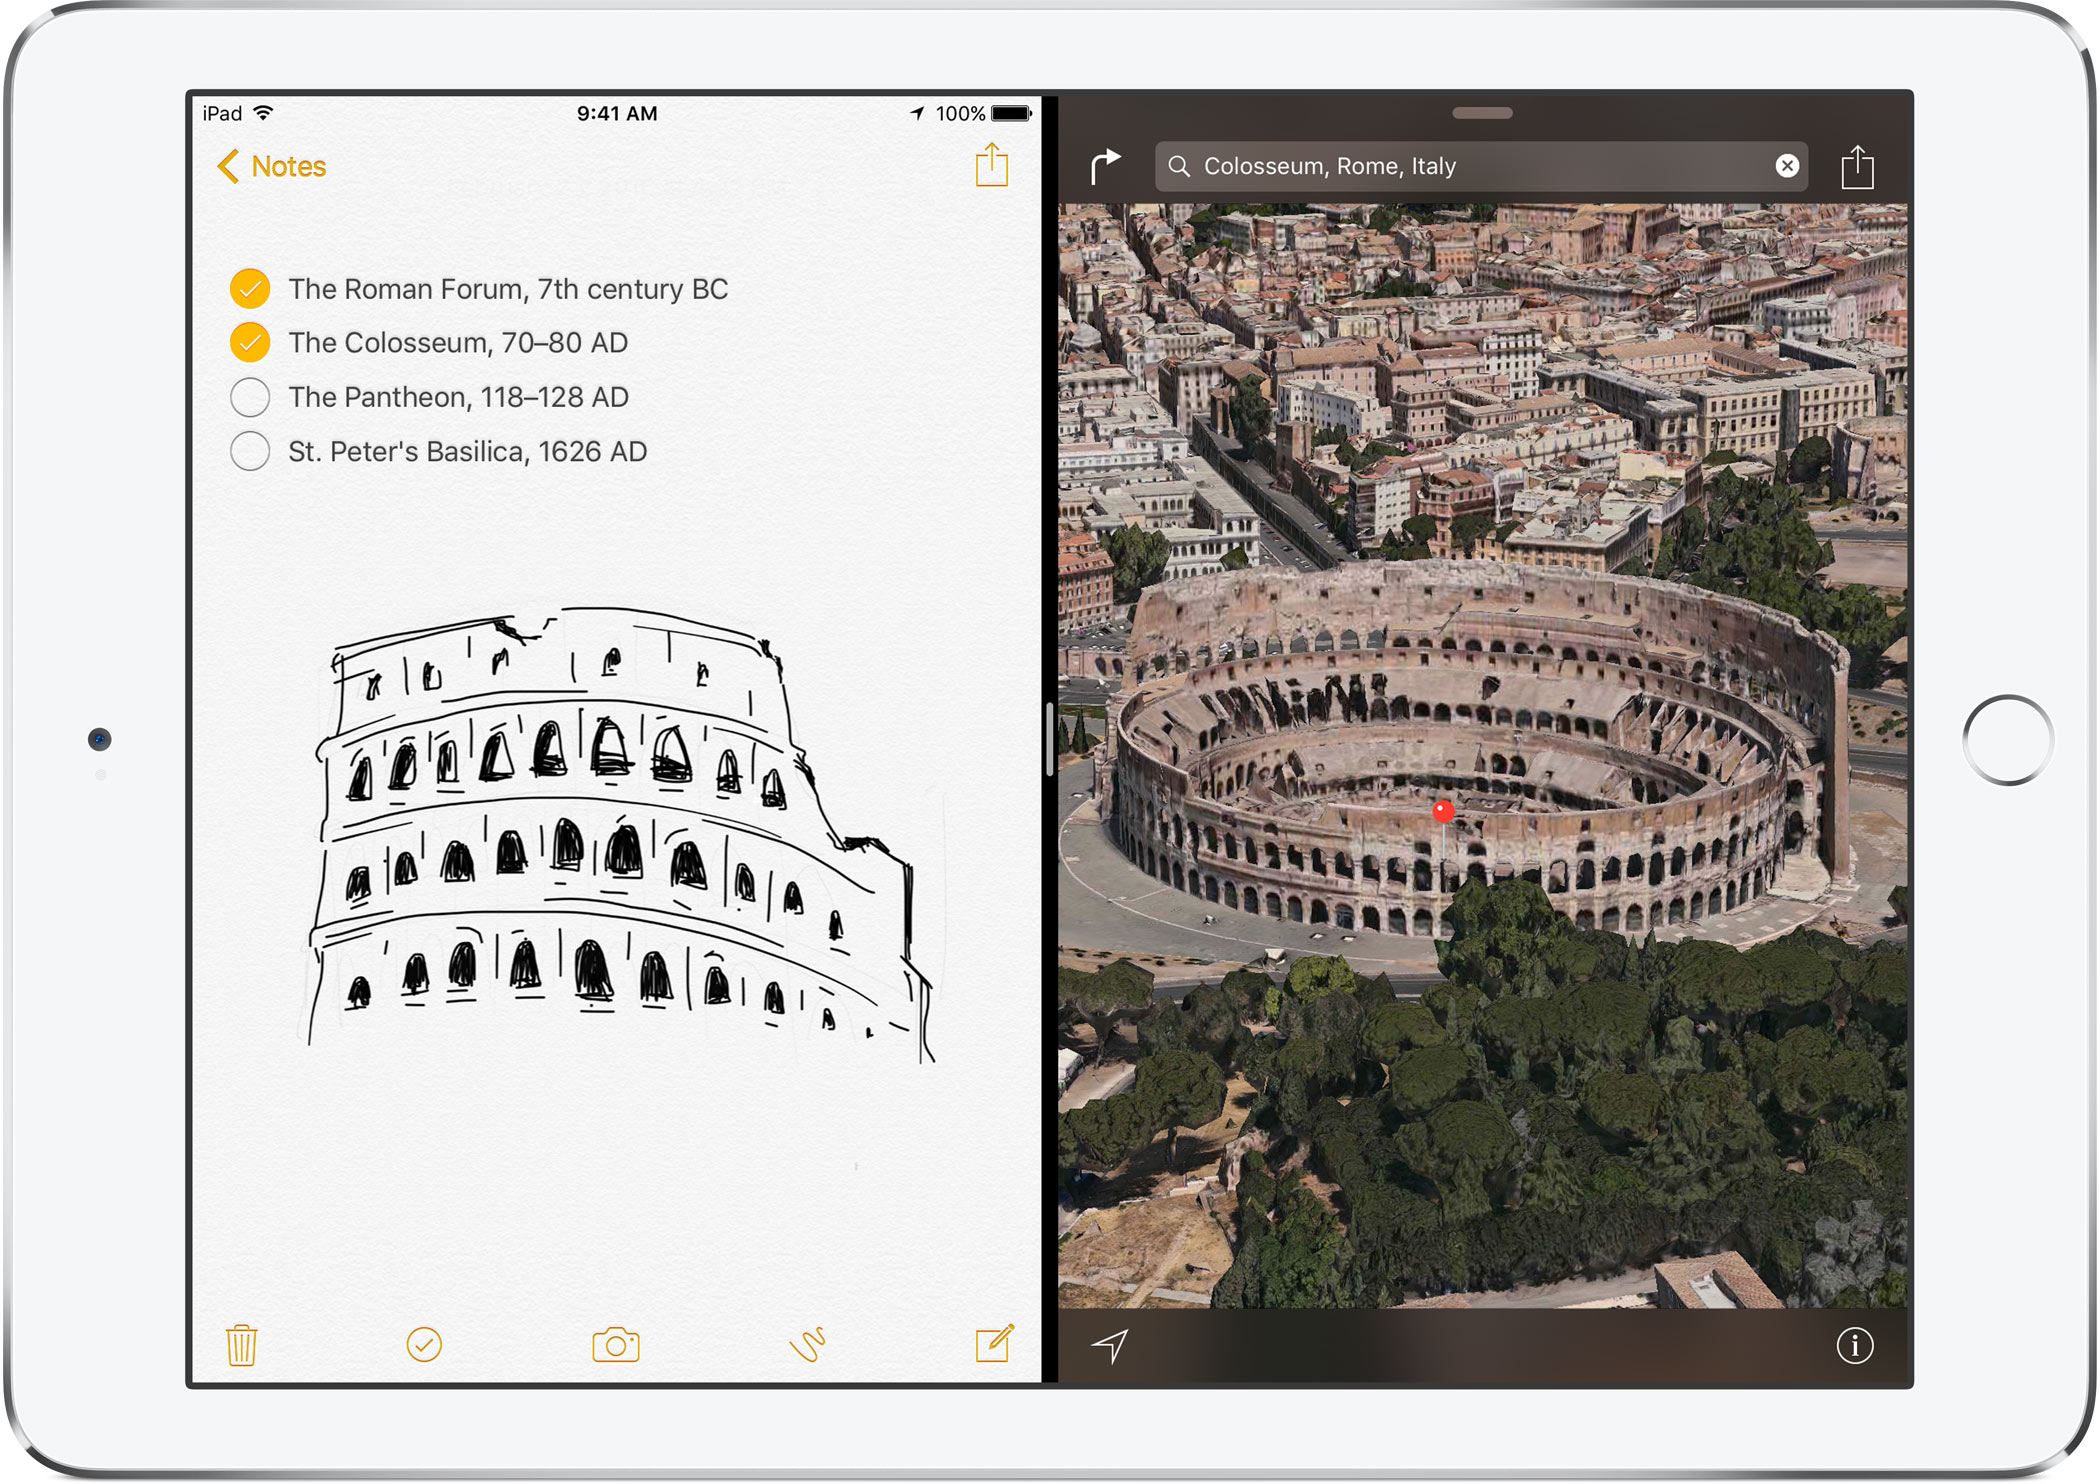 iPad 9:41 AM 100%
Notes
The Roman Forum, 7th century BC
The Colosseum, 70–80 AD
The Pantheon, 118–128 AD
St. Peter's Basilica, 1626 AD
Colosseum, Rome, Italy